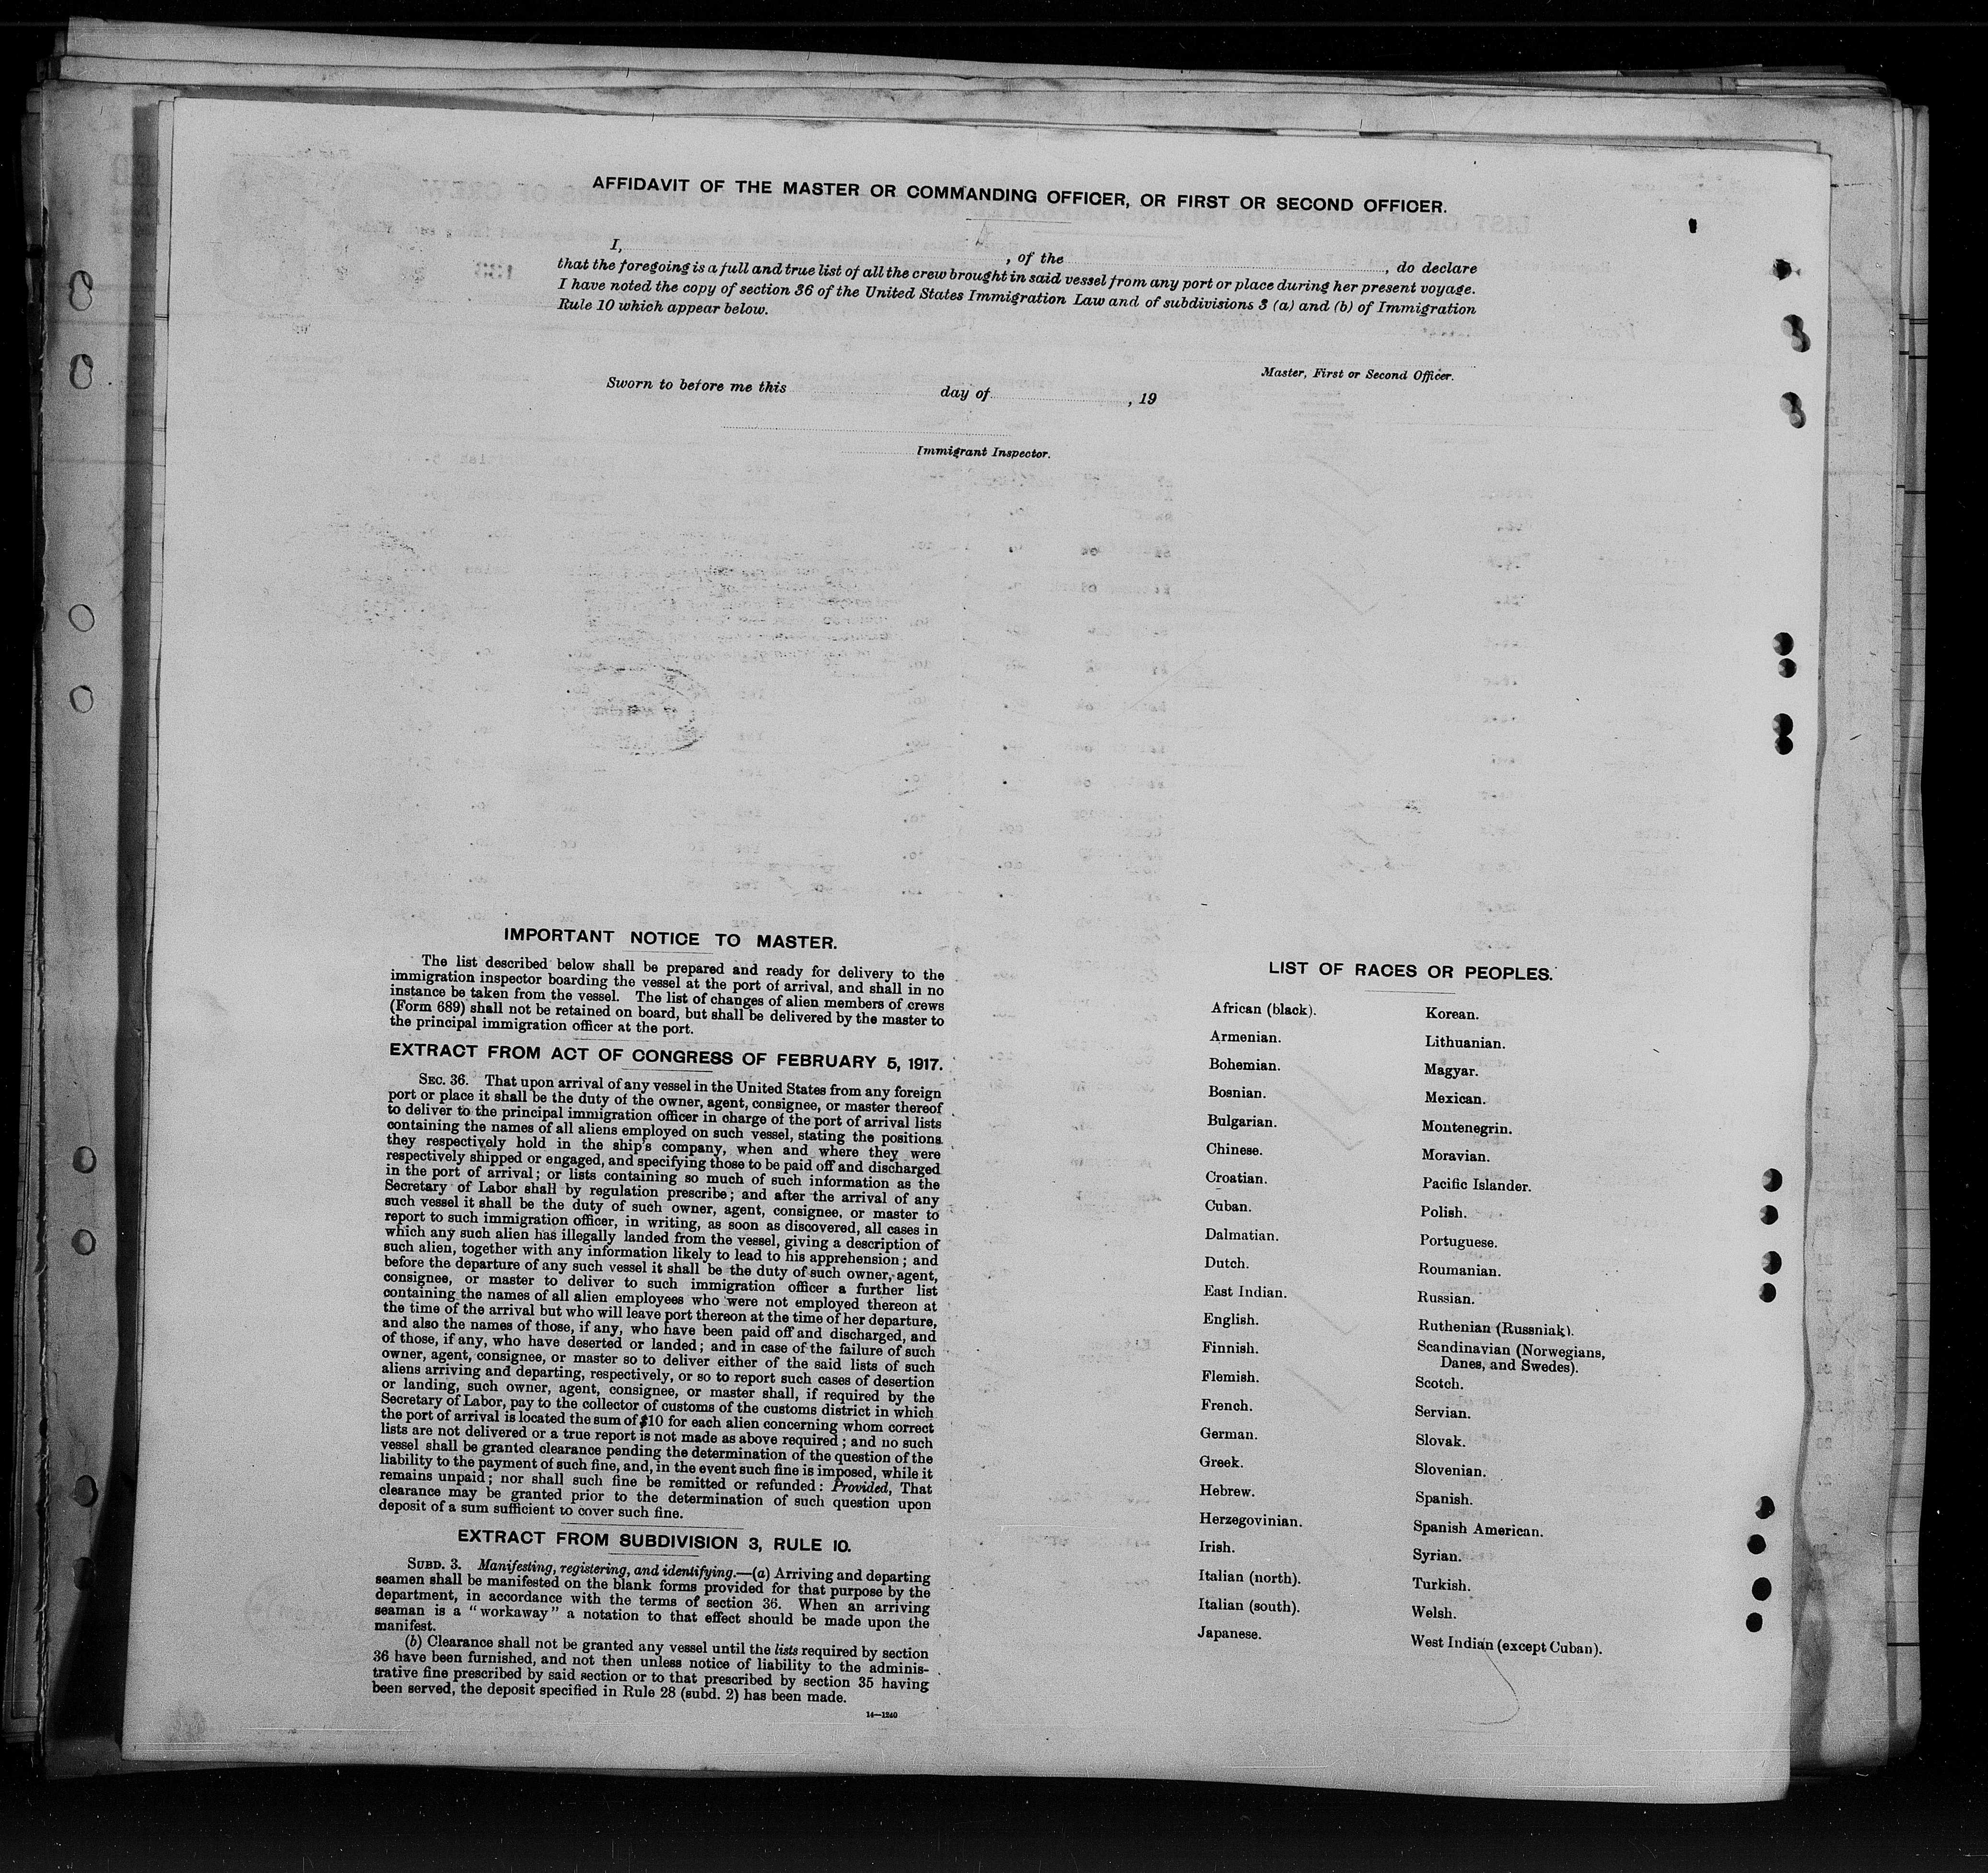 AFFIDAVIT OF THE MASTER OR COMMANDING OFFICER, OR FIRST OR SECOND OFFICER.
I, , of the , do declare
that the foregoing is a full and true list of all the crew brought in said vessel from any port or place during her present voyage.
I have noted the copy of section 36 of the United States Immigration Law and of subdivisions 3 (a) and (b) of Immigration
Rule 10 which appear below.
Master, First or Second Officer.
Sworn to before me this day of , 19
Immigrant Inspector.
IMPORTANT NOTICE TO MASTER.
The list described below shall be prepared and ready for delivery to the
immigration inspector boarding the vessel at the port of arrival, and shall in no
instance be taken from the vessel. The list of changes of alien members of crews
(Form 689) shall not be retained on board, but shall be delivered by the master to
the principal immigration officer at the port.
EXTRACT FROM ACT OF CONGRESS OF FEBRUARY 5, 1917.
SEC. 36. That upon arrival of any vessel in the United States from any foreign
port or place it shall be the duty of the owner, agent, consignee, or master thereof
to deliver to the principal immigration officer in charge of the port of arrival lists
containing the names of all aliens employed on such vessel, stating the positions
they respectively hold in the ship's company, when and where they were
respectively shipped or engaged, and specifying those to be paid off and discharged
in the port of arrival; or lists containing so much of such information as the
Secretary of Labor shall by regulation prescribe; and after the arrival of any
such vessel it shall be the duty of such owner, agent, consignee, or master to
report to such immigration officer, in writing, as soon as discovered, all cases in
which any such alien has illegally landed from the vessel, giving a description of
such alien, together with any information likely to lead to his apprehension; and
before the departure of any such vessel it shall be the duty of such owner, agent,
consignee, or master to deliver to such immigration officer a further list
containing the names of all alien employees who were not employed thereon at
the time of the arrival but who will leave port thereon at the time of her departure,
and also the names of those, if any, who have been paid off and discharged, and
of those, if any, who have deserted or landed; and in case of the failure of such
owner, agent, consignee, or master so to deliver either of the said lists of such
aliens arriving and departing, respectively, or so to report such cases of desertion
or landing, such owner, agent, consignee, or master shall, if required by the
Secretary of Labor, pay to the collector of customs of the customs district in which
the port of arrival is located the sum of $10 for each alien concerning whom correct
lists are not delivered or a true report is not made as above required; and no such
vessel shall be granted clearance pending the determination of the question of the
liability to the payment of such fine, and, in the event such fine is imposed, while it
remains unpaid; nor shall such fine be remitted or refunded: Provided, That
clearance may be granted prior to the determination of such question upon
deposit of a sum sufficient to cover such fine.
EXTRACT FROM SUBDIVISION 3, RULE 10.
SUBD. 3. Manifesting, registering, and identifying.—(a) Arriving and departing
seamen shall be manifested on the blank forms provided for that purpose by the
department, in accordance with the terms of section 36. When an arriving
seaman is a "workaway" a notation to that effect should be made upon the
manifest.
(b) Clearance shall not be granted any vessel until the lists required by section
36 have been furnished, and not then unless notice of liability to the adminis-
trative fine prescribed by said section or to that prescribed by section 35 having
been served, the deposit specified in Rule 28 (subd. 2) has been made.
14—1240
LIST OF RACES OR PEOPLES.
African (black).
Armenian.
Bohemian.
Bosnian.
Bulgarian.
Chinese.
Croatian.
Cuban.
Dalmatian.
Dutch.
East Indian.
English.
Finnish.
Flemish.
French.
German.
Greek.
Hebrew.
Herzegovinian.
Irish.
Italian (north).
Italian (south).
Japanese.
Korean.
Lithuanian.
Magyar.
Mexican.
Montenegrin.
Moravian.
Pacific Islander.
Polish.
Portuguese.
Roumanian.
Russian.
Ruthenian (Russniak).
Scandinavian (Norwegians,
Danes, and Swedes).
Scotch.
Servian.
Slovak.
Slovenian.
Spanish.
Spanish American.
Syrian.
Turkish.
Welsh.
West Indian (except Cuban).